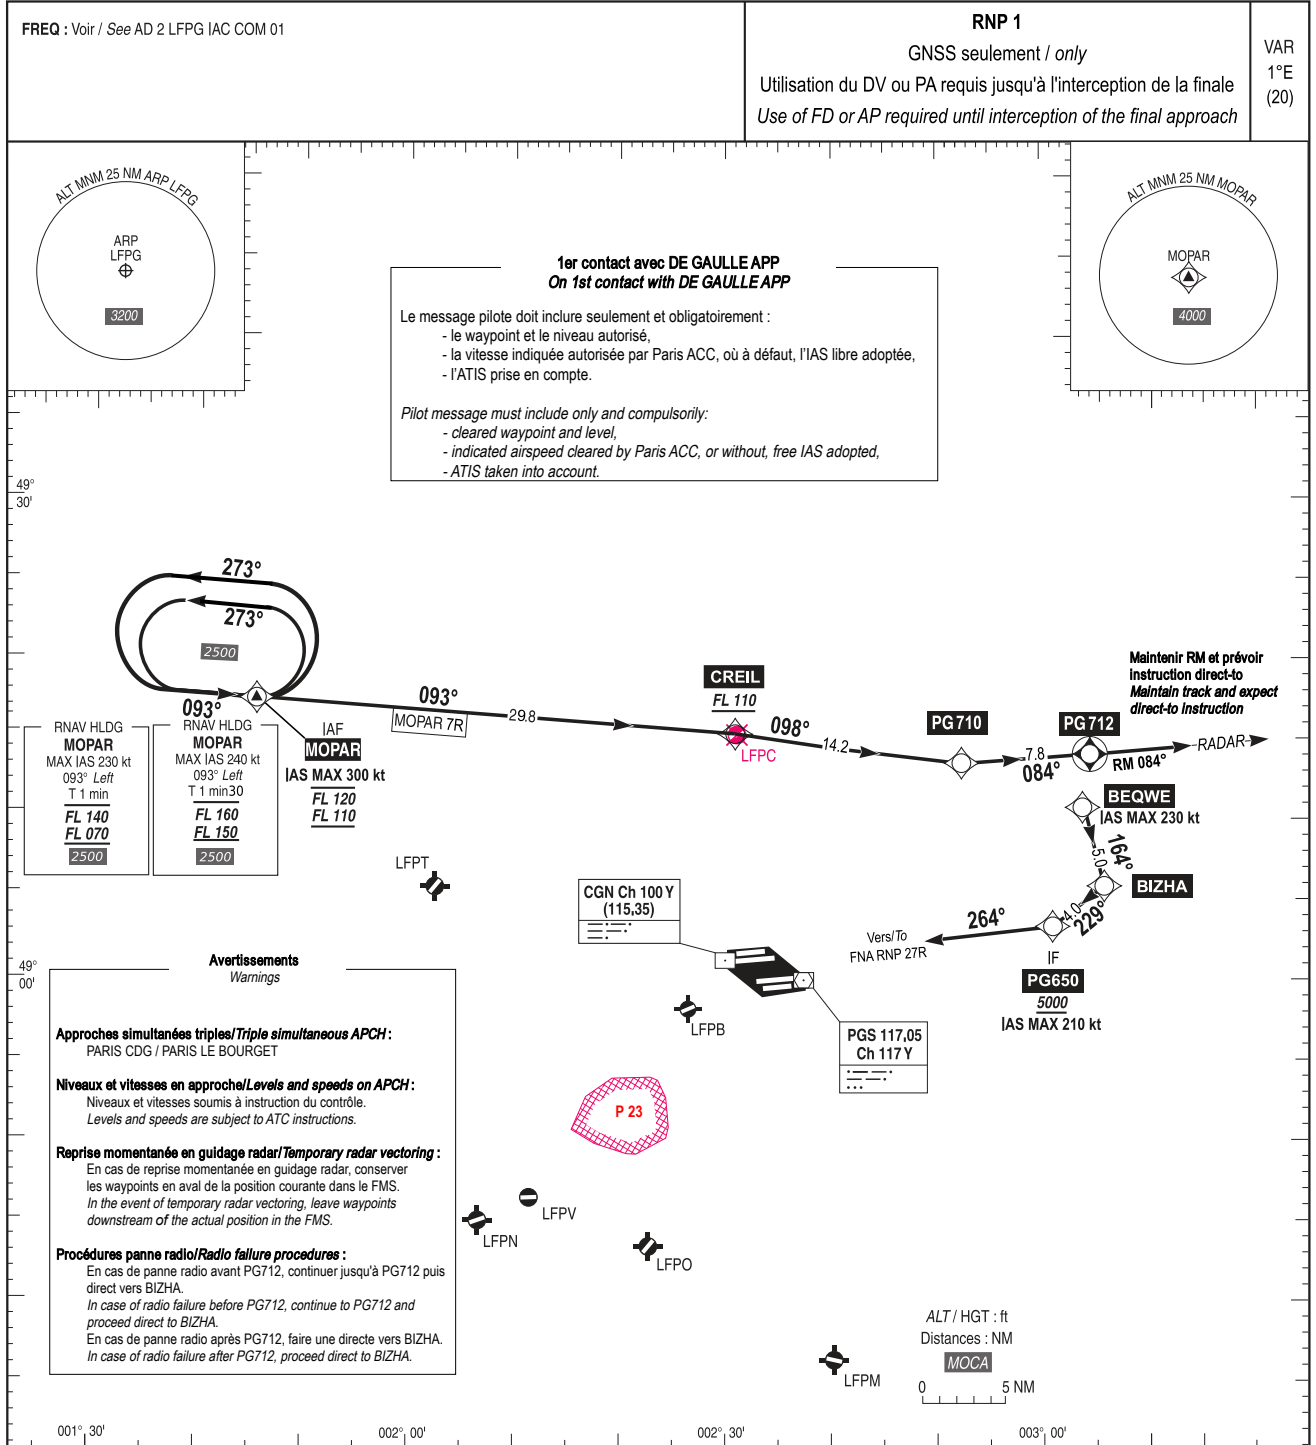 FREQ : Voir / See AD 2 LFPG IAC COM 01
RNP 1
GNSS seulement / only
Utilisation du DV ou PA requis jusqu'à l'interception de la finale
Use of FD or AP required until interception of the final approach
VAR
1°E
(20)
ALT MNM 25 NM ARP LFPG
ARP
LFPG
3200
ALT MNM 25 NM MOPAR
MOPAR
4000
1er contact avec DE GAULLE APP
On 1st contact with DE GAULLE APP
Le message pilote doit inclure seulement et obligatoirement :
- le waypoint et le niveau autorisé,
- la vitesse indiquée autorisée par Paris ACC, où à défaut, l'IAS libre adoptée,
- l'ATIS prise en compte.
Pilot message must include only and compulsorily:
- cleared waypoint and level,
- indicated airspeed cleared by Paris ACC, or without, free IAS adopted,
- ATIS taken into account.
49°
30'
273°
273°
2500
093°
093°
MOPAR 7R
29.8
CREIL
FL 110
LFPC
098°
14.2
PG710
7.8
084°
PG712
RM 084°
RADAR
Maintenir RM et prévoir
instruction direct-to
Maintain track and expect
direct-to instruction
RNAV HLDG
MOPAR
MAX IAS 230 kt
093° Left
T 1 min
FL 140
FL 070
2500
RNAV HLDG
MOPAR
MAX IAS 240 kt
093° Left
T 1 min30
FL 160
FL 150
2500
IAF
MOPAR
IAS MAX 300 kt
FL 120
FL 110
BEQWE
IAS MAX 230 kt
5.0
164°
BIZHA
4.0
229°
264°
Vers/To
FNA RNP 27R
IF
PG650
5000
IAS MAX 210 kt
LFPT
CGN Ch 100 Y
(115,35)
LFPB
PGS 117,05
Ch 117 Y
49°
00'
Avertissements
Warnings
Approches simultanées triples/Triple simultaneous APCH :
PARIS CDG / PARIS LE BOURGET
Niveaux et vitesses en approche/Levels and speeds on APCH :
Niveaux et vitesses soumis à instruction du contrôle.
Levels and speeds are subject to ATC instructions.
Reprise momentanée en guidage radar/Temporary radar vectoring :
En cas de reprise momentanée en guidage radar, conserver
les waypoints en aval de la position courante dans le FMS.
In the event of temporary radar vectoring, leave waypoints
downstream of the actual position in the FMS.
Procédures panne radio/Radio failure procedures :
En cas de panne radio avant PG712, continuer jusqu'à PG712 puis
direct vers BIZHA.
In case of radio failure before PG712, continue to PG712 and
proceed direct to BIZHA.
En cas de panne radio après PG712, faire une directe vers BIZHA.
In case of radio failure after PG712, proceed direct to BIZHA.
P 23
LFPV
LFPN
LFPO
LFPM
ALT / HGT : ft
Distances : NM
MOCA
0 5 NM
001° 30'
002° 00'
002° 30'
003° 00'